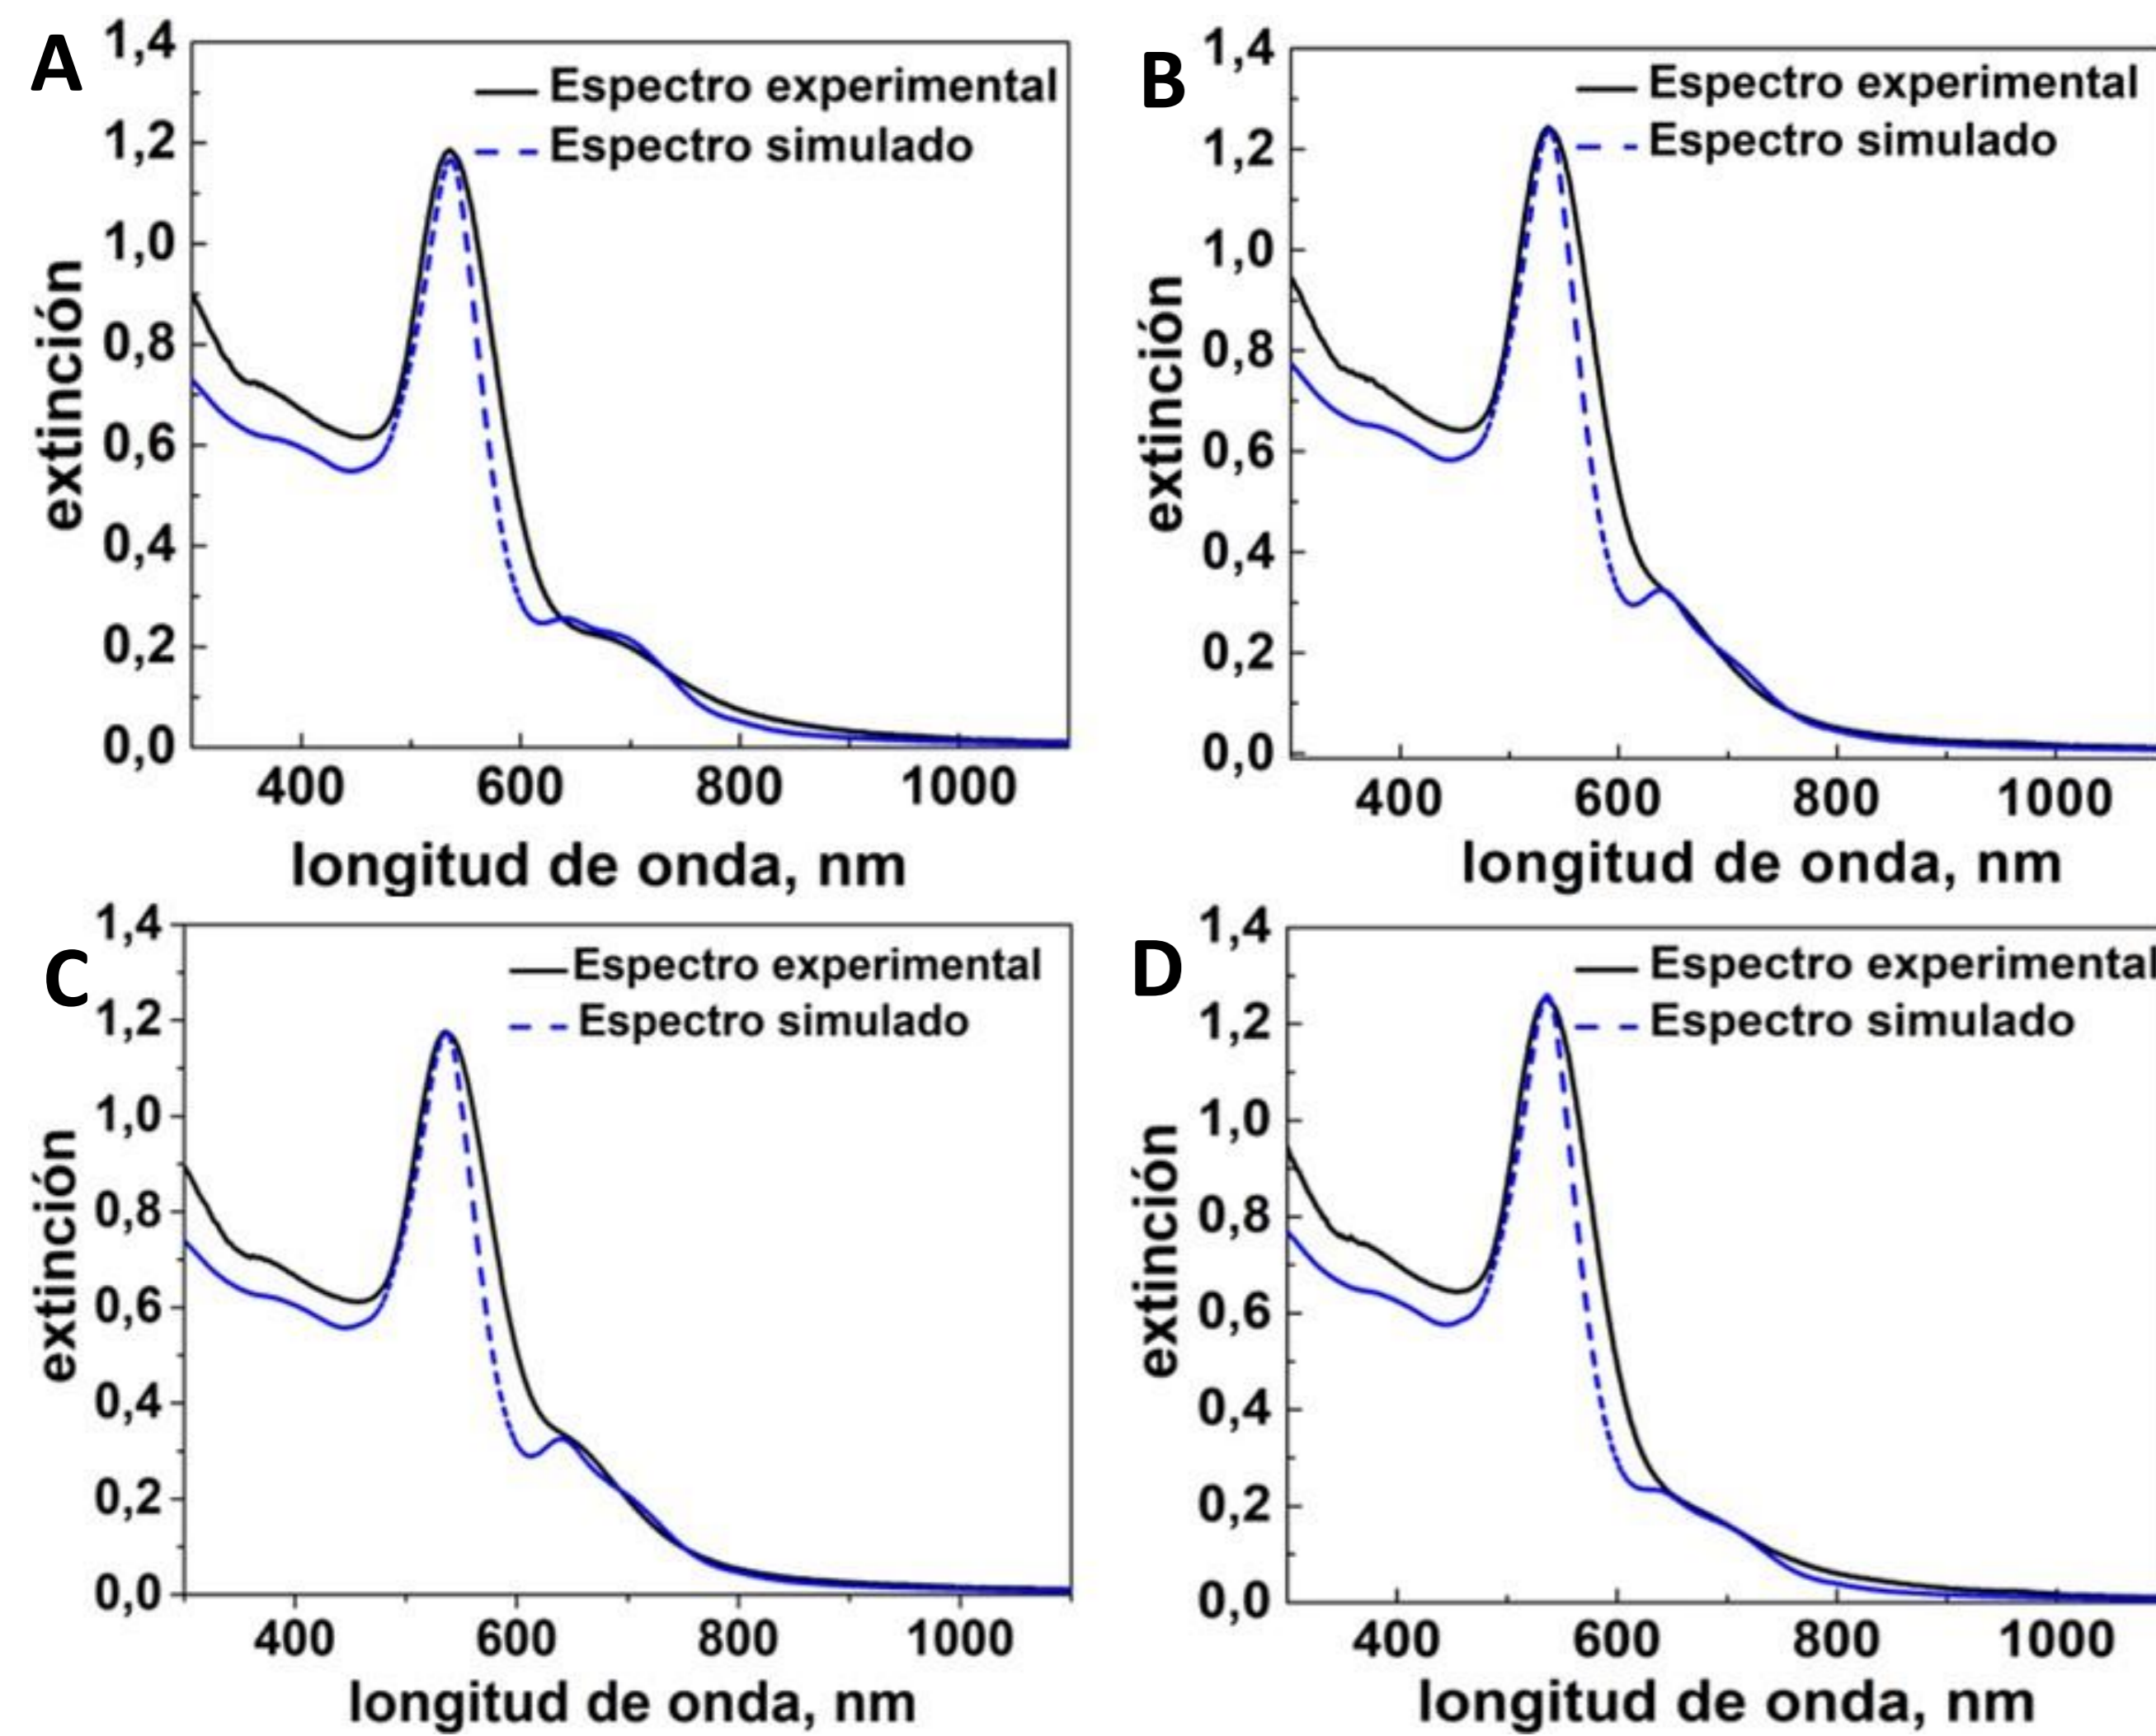 A
1,4
1,2
1,0
0,8
0,6
0,4
0,2
0,0
extinción
Espectro experimental
Espectro simulado
400 600 800 1000
longitud de onda, nm
B
1,4
1,2
1,0
0,8
0,6
0,4
0,2
0,0
extinción
Espectro experimental
Espectro simulado
400 600 800 1000
longitud de onda, nm
C
1,4
1,2
1,0
0,8
0,6
0,4
0,2
0,0
extinción
Espectro experimental
Espectro simulado
400 600 800 1000
longitud de onda, nm
D
1,4
1,2
1,0
0,8
0,6
0,4
0,2
0,0
extinción
Espectro experimental
Espectro simulado
400 600 800 1000
longitud de onda, nm